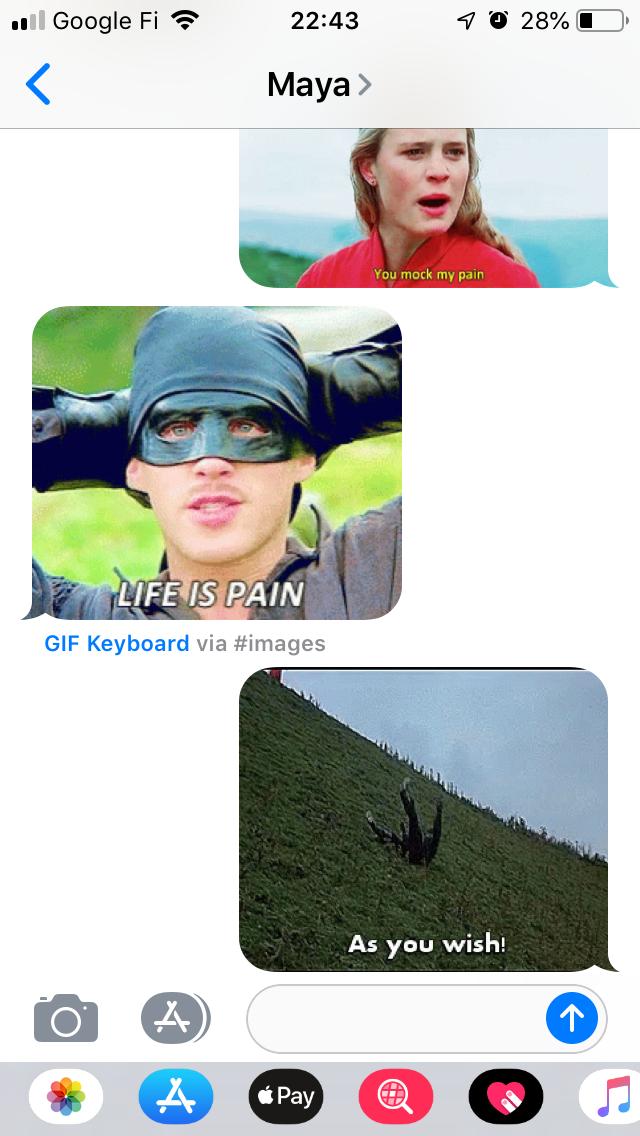 Google Fi 22:43 28%
Maya
You mock my pain
LIFE IS PAIN
GIF Keyboard via #images
As you wish!
Pay